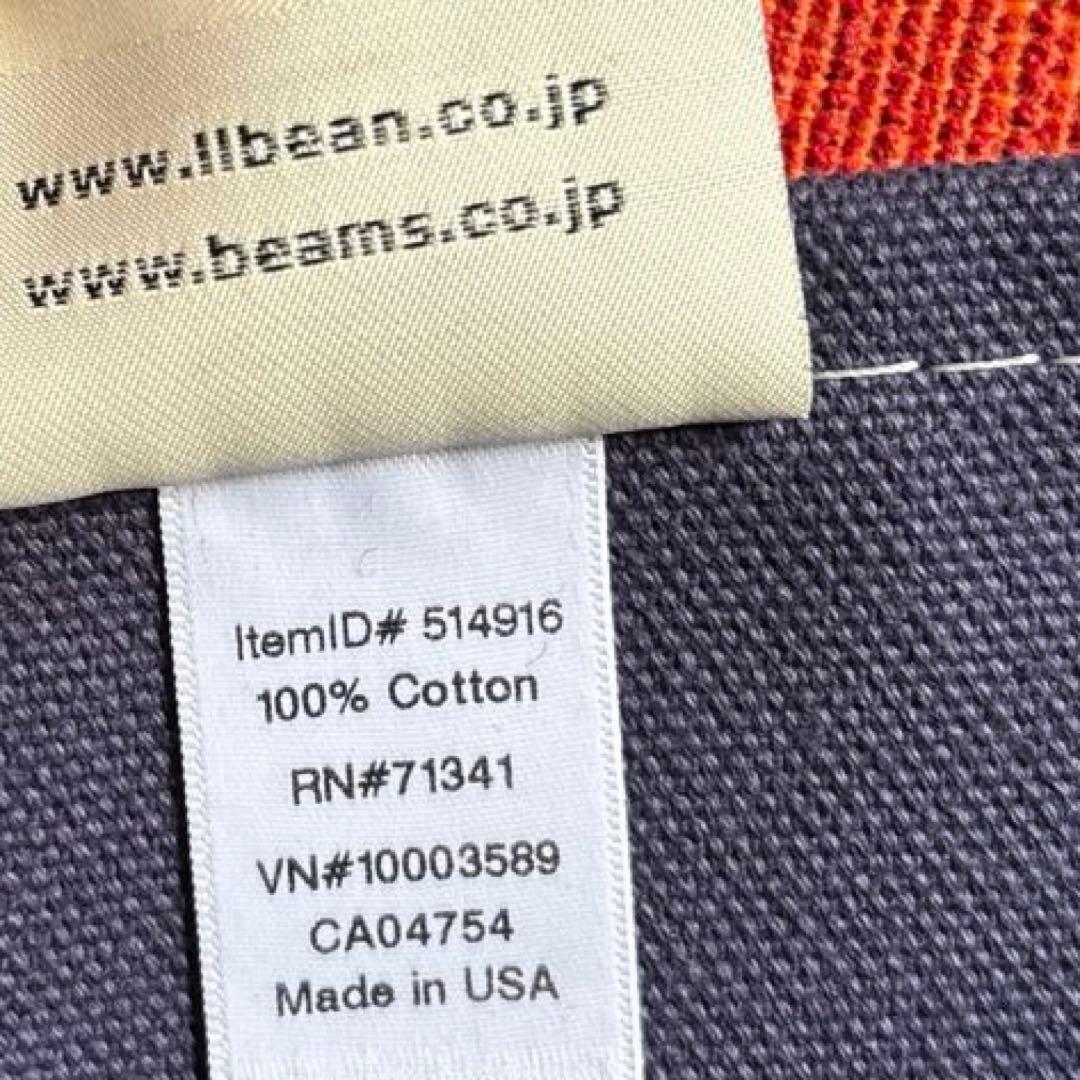 www.llbean.co.jp
www.beams.co.jp
ItemID# 514916
100% Cotton
RN#71341
VN#10003589
CA04754
Made in USA